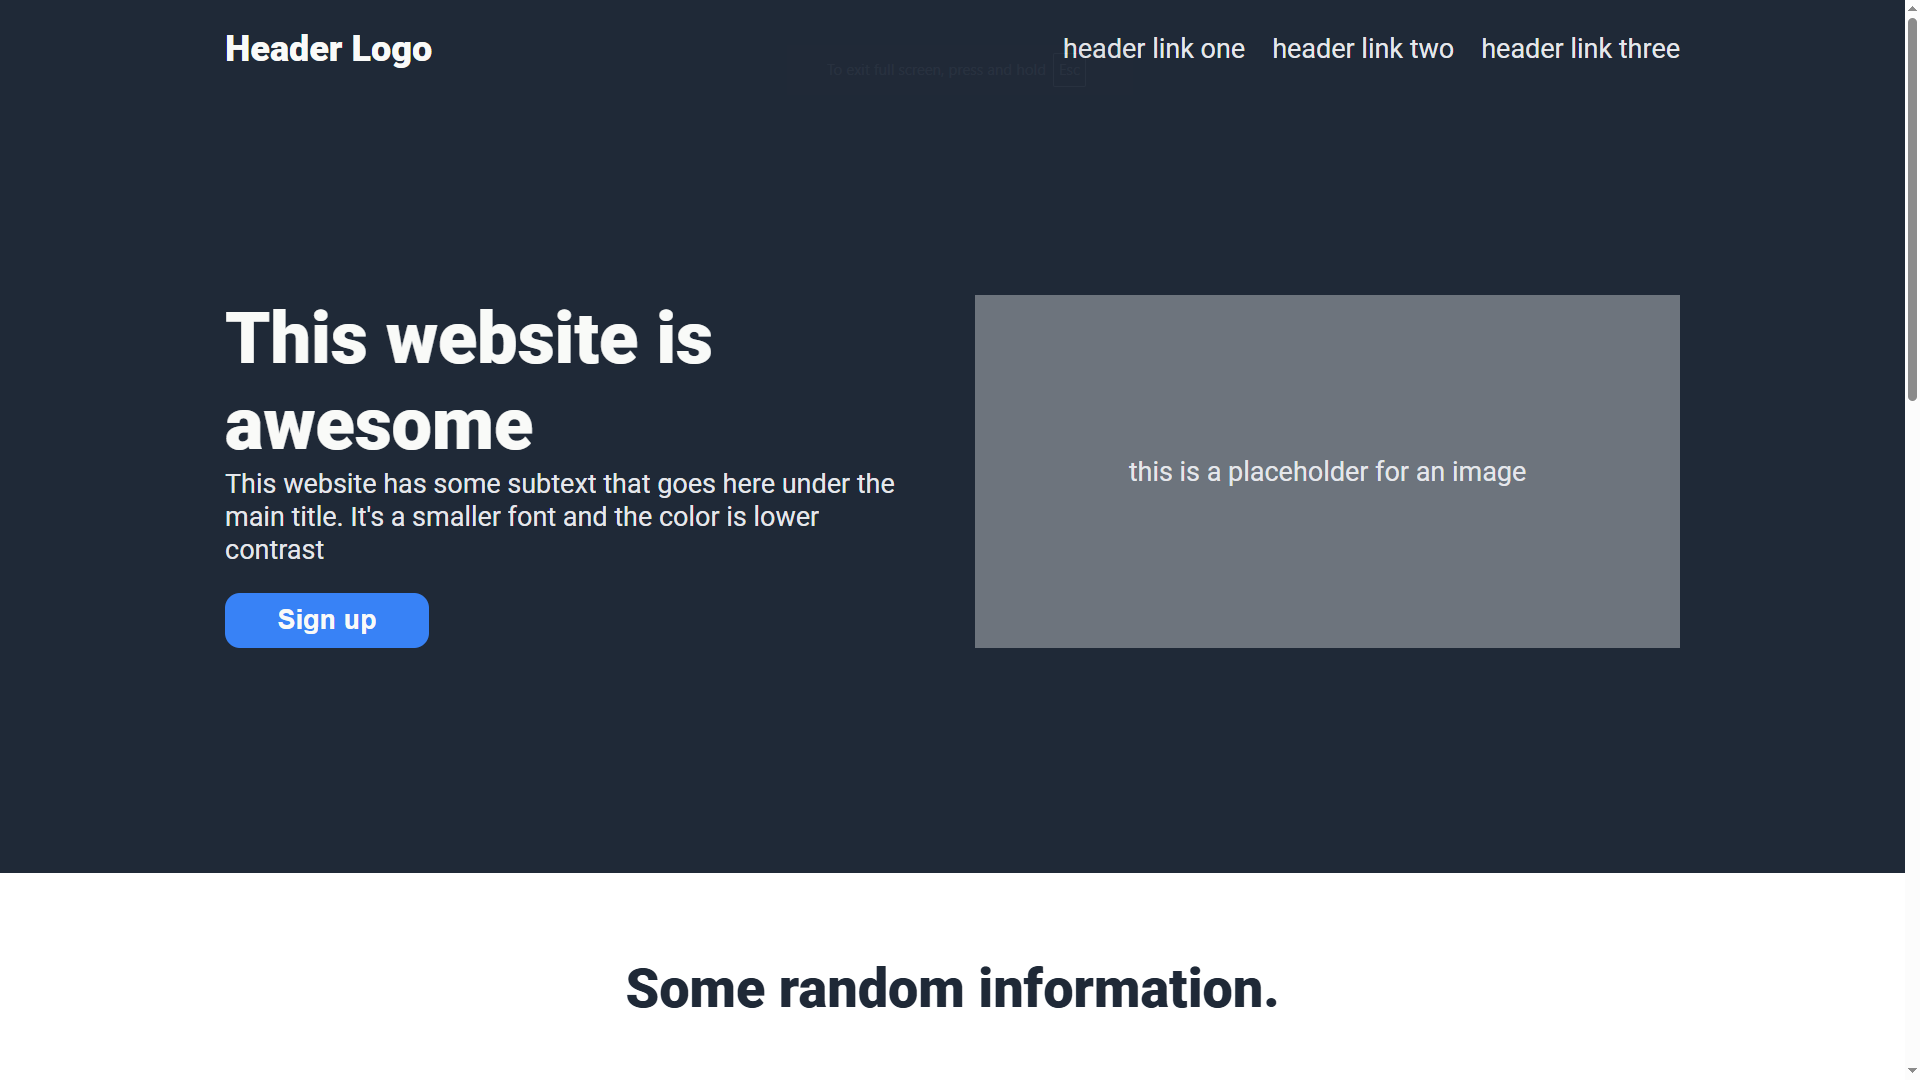 Header Logo
header link one
header link two
header link three
To exit full screen, press and hold Esc
This website is
awesome
This website has some subtext that goes here under the
main title. It's a smaller font and the color is lower
contrast
Sign up
this is a placeholder for an image
Some random information.